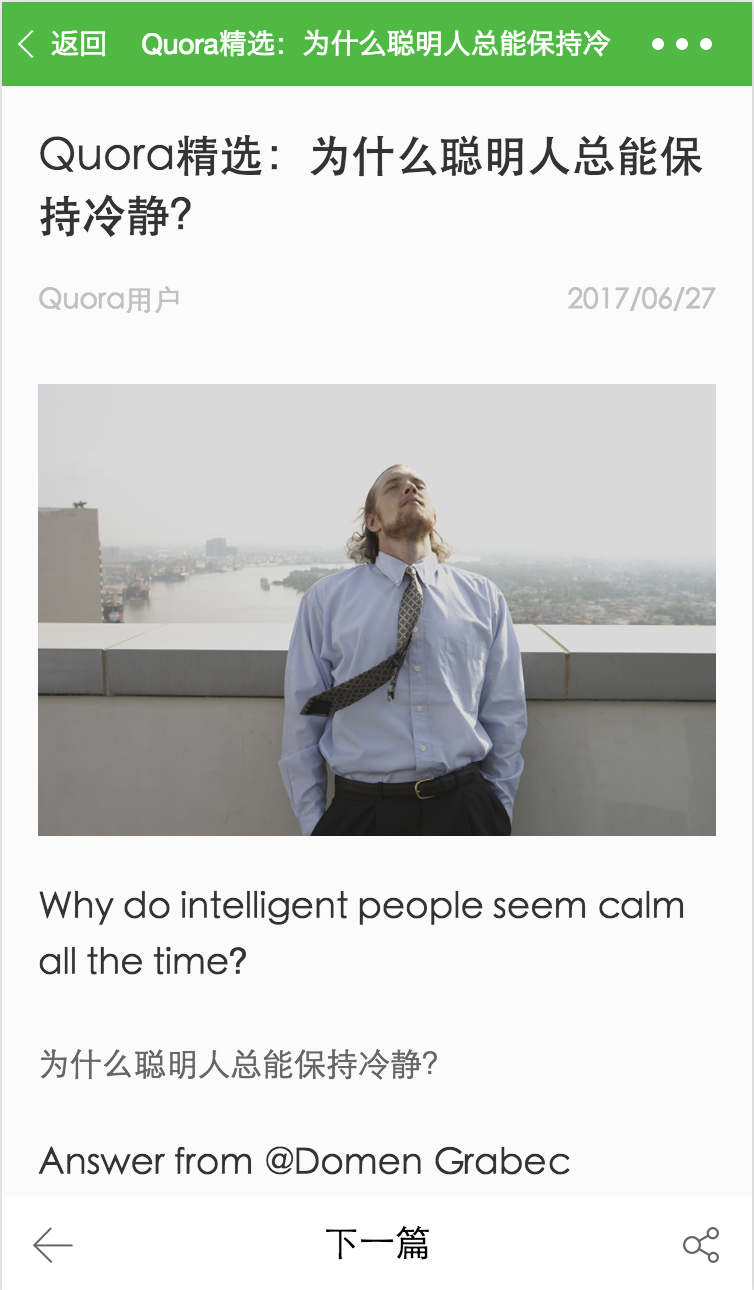 返回 Quora精选：为什么聪明人总能保持冷
Quora精选：为什么聪明人总能保
持冷静?
Quora用户 2017/06/27
Why do intelligent people seem calm
all the time?
为什么聪明人总能保持冷静?
Answer from @Domen Grabec
下一篇